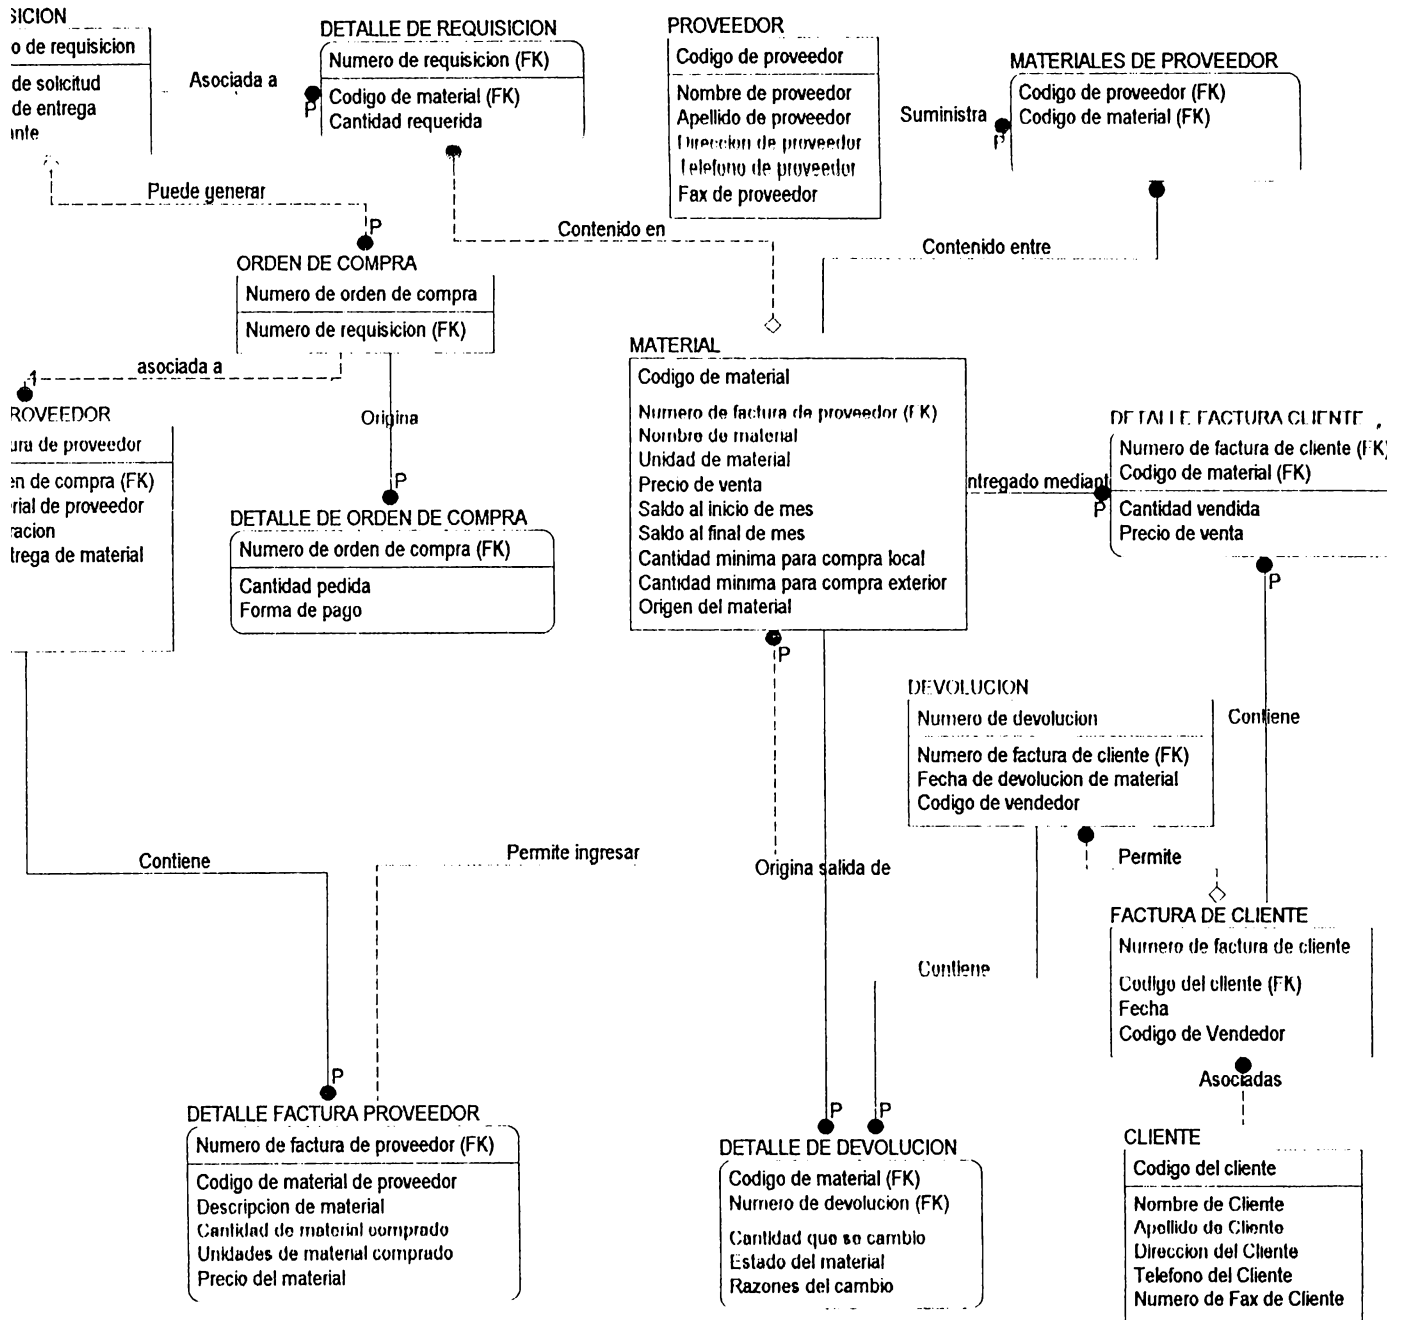 SICION
o de requisicion
de solicitud
de entrega
ante
Asociada a
P
DETALLE DE REQUISICION
Numero de requisicion (FK)
Codigo de material (FK)
Cantidad requerida
PROVEEDOR
Codigo de proveedor
Nombre de proveedor
Apellido de proveedor
Direccion de proveedor
Telefono de proveedor
Fax de proveedor
Suministra
P
MATERIALES DE PROVEEDOR
Codigo de proveedor (FK)
Codigo de material (FK)
Puede generar
P
Contenido en
Contenido entre
ORDEN DE COMPRA
Numero de orden de compra
Numero de requisicion (FK)
asociada a
1
Origina
P
ROVEEDOR
ura de proveedor
en de compra (FK)
rial de proveedor
racion
trega de material
DETALLE DE ORDEN DE COMPRA
Numero de orden de compra (FK)
Cantidad pedida
Forma de pago
MATERIAL
Codigo de material
Numero de factura de proveedor (FK)
Nombre de material
Unidad de material
Precio de venta
Saldo al inicio de mes
Saldo al final de mes
Cantidad minima para compra local
Cantidad minima para compra exterior
Origen del material
P
ntregado mediant
P
DETALLE FACTURA CLIENTE
Numero de factura de cliente (FK)
Codigo de material (FK)
Cantidad vendida
Precio de venta
P
Contiene
DEVOLUCION
Numero de devolucion
Numero de factura de cliente (FK)
Fecha de devolucion de material
Codigo de vendedor
Permite
Contiene
Permite ingresar
Origina salida de
Contiene
FACTURA DE CLIENTE
Numero de factura de cliente
Codigo del cliente (FK)
Fecha
Codigo de Vendedor
Asociadas
P
DETALLE FACTURA PROVEEDOR
Numero de factura de proveedor (FK)
Codigo de material de proveedor
Descripcion de material
Cantidad de material comprado
Unidades de material comprado
Precio del material
P
P
DETALLE DE DEVOLUCION
Codigo de material (FK)
Numero de devolucion (FK)
Cantidad que se cambio
Estado del material
Razones del cambio
CLIENTE
Codigo del cliente
Nombre de Cliente
Apellido de Cliente
Direccion del Cliente
Telefono del Cliente
Numero de Fax de Cliente